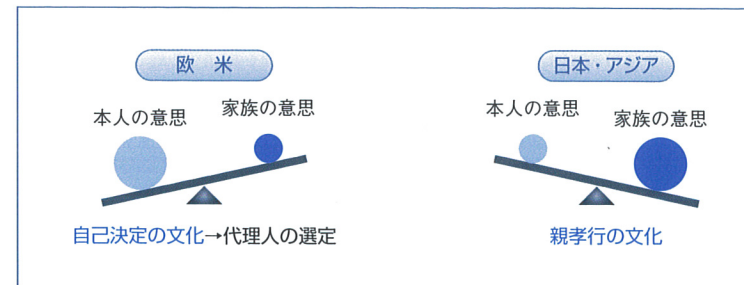 欧 米
本人の意思
家族の意思
自己決定の文化→代理人の選定
日本・アジア
本人の意思
家族の意思
親孝行の文化